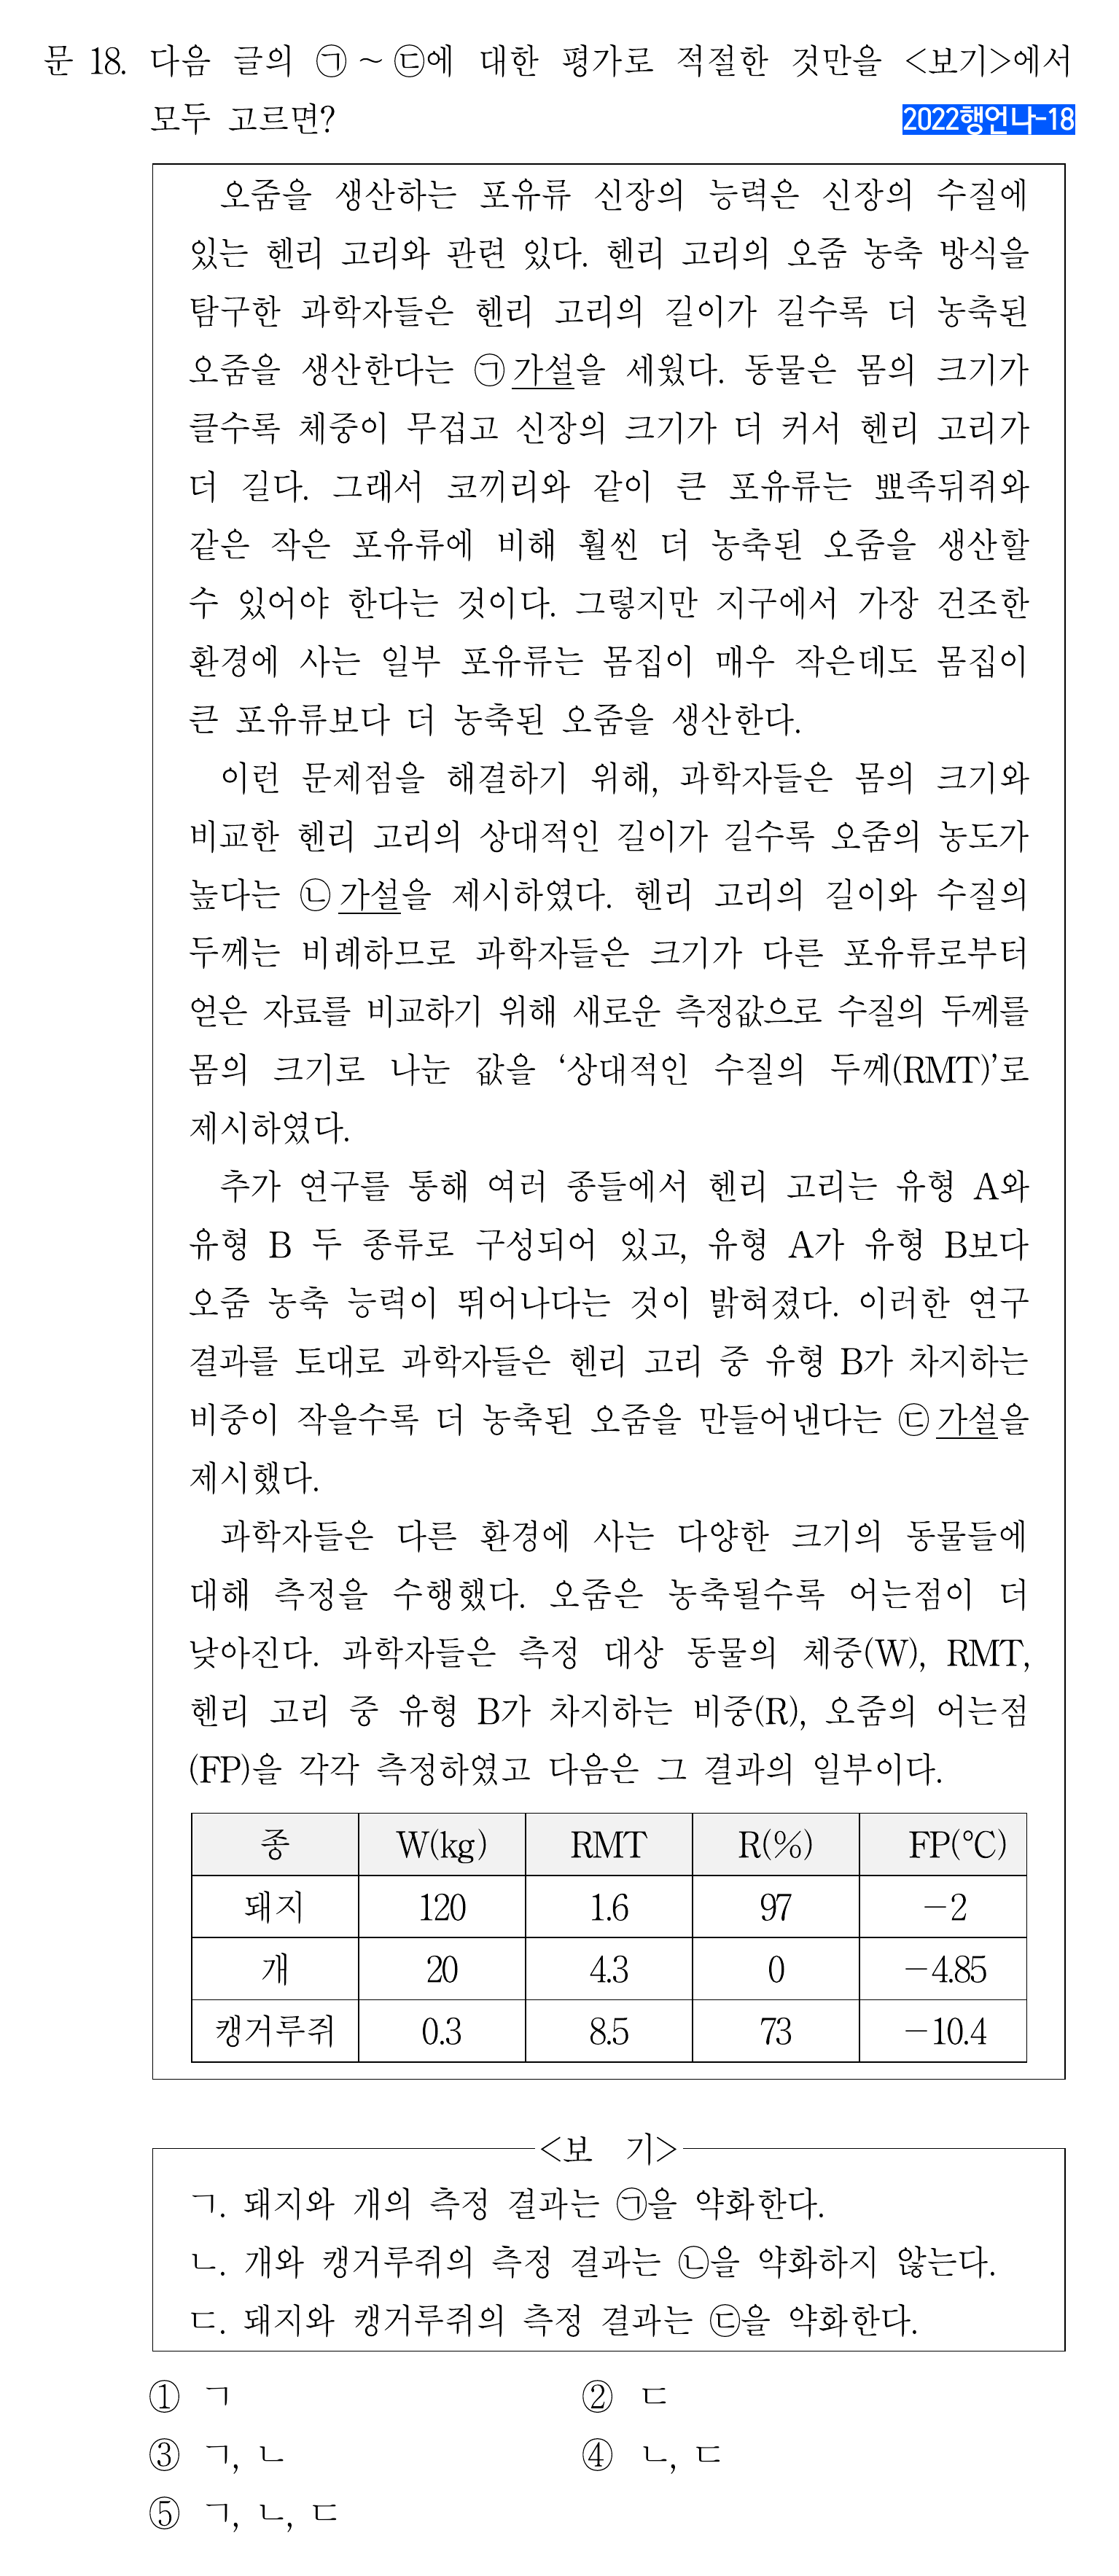 문 18. 다음 글의 ㉠~㉢에 대한 평가로 적절한 것만을 <보기>에서
모두 고르면?
2022행언나-18
오줌을 생산하는 포유류 신장의 능력은 신장의 수질에
있는 헨리 고리와 관련 있다. 헨리 고리의 오줌 농축 방식을
탐구한 과학자들은 헨리 고리의 길이가 길수록 더 농축된
오줌을 생산한다는 ㉠가설을 세웠다. 동물은 몸의 크기가
클수록 체중이 무겁고 신장의 크기가 더 커서 헨리 고리가
더 길다. 그래서 코끼리와 같이 큰 포유류는 뾰족뒤쥐와
같은 작은 포유류에 비해 훨씬 더 농축된 오줌을 생산할
수 있어야 한다는 것이다. 그렇지만 지구에서 가장 건조한
환경에 사는 일부 포유류는 몸집이 매우 작은데도 몸집이
큰 포유류보다 더 농축된 오줌을 생산한다.
이런 문제점을 해결하기 위해, 과학자들은 몸의 크기와
비교한 헨리 고리의 상대적인 길이가 길수록 오줌의 농도가
높다는 ㉡가설을 제시하였다. 헨리 고리의 길이와 수질의
두께는 비례하므로 과학자들은 크기가 다른 포유류로부터
얻은 자료를 비교하기 위해 새로운 측정값으로 수질의 두께를
몸의 크기로 나눈 값을 ‘상대적인 수질의 두께(RMT)’로
제시하였다.
추가 연구를 통해 여러 종들에서 헨리 고리는 유형 A와
유형 B 두 종류로 구성되어 있고, 유형 A가 유형 B보다
오줌 농축 능력이 뛰어나다는 것이 밝혀졌다. 이러한 연구
결과를 토대로 과학자들은 헨리 고리 중 유형 B가 차지하는
비중이 작을수록 더 농축된 오줌을 만들어낸다는 ㉢가설을
제시했다.
과학자들은 다른 환경에 사는 다양한 크기의 동물들에
대해 측정을 수행했다. 오줌은 농축될수록 어는점이 더
낮아진다. 과학자들은 측정 대상 동물의 체중(W), RMT,
헨리 고리 중 유형 B가 차지하는 비중(R), 오줌의 어는점
(FP)을 각각 측정하였고 다음은 그 결과의 일부이다.
종 W(kg) RMT R(%) FP(℃)
돼지 120 1.6 97 −2
개 20 4.3 0 −4.85
캥거루쥐 0.3 8.5 73 −10.4
<보 기>
ㄱ. 돼지와 개의 측정 결과는 ㉠을 약화한다.
ㄴ. 개와 캥거루쥐의 측정 결과는 ㉡을 약화하지 않는다.
ㄷ. 돼지와 캥거루쥐의 측정 결과는 ㉢을 약화한다.
① ㄱ ② ㄷ
③ ㄱ, ㄴ ④ ㄴ, ㄷ
⑤ ㄱ, ㄴ, ㄷ